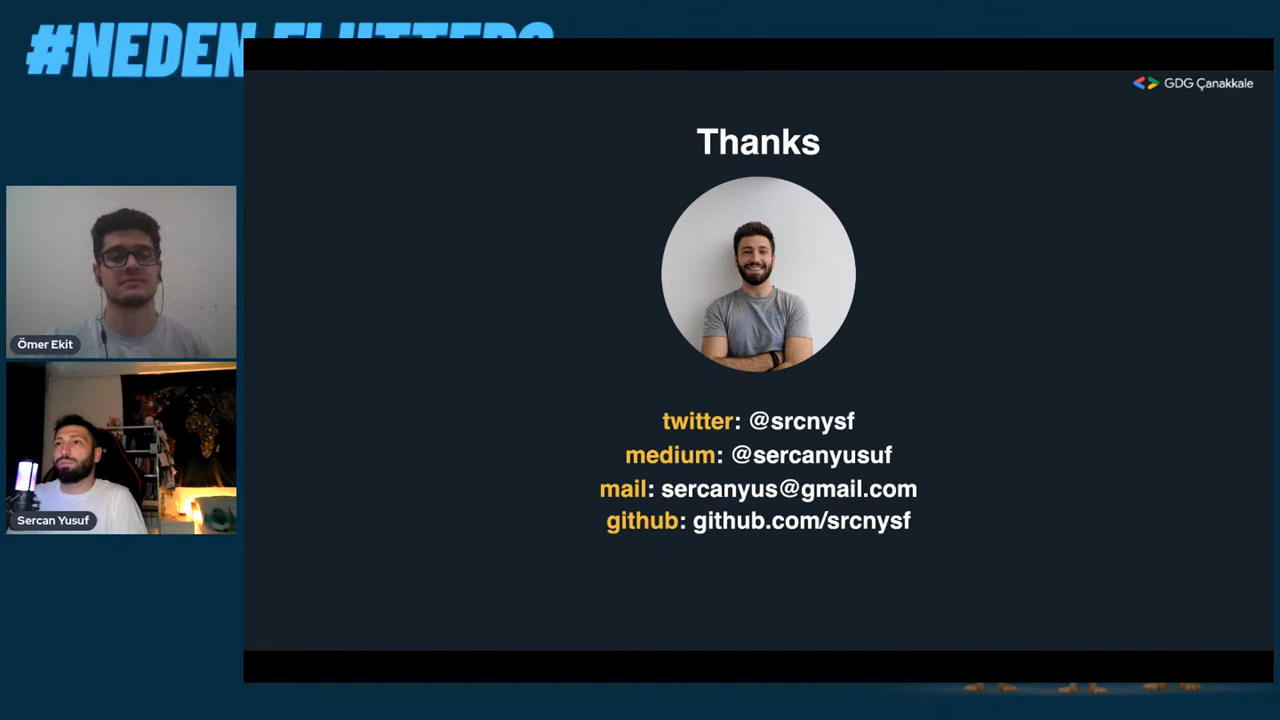 #NEDEN FLUTTER?
GDG Çanakkale
Thanks
Ömer Ekit
twitter: @srcnysf
medium: @sercanyusuf
mail: sercanyus@gmail.com
github: github.com/srcnysf
Sercan Yusuf